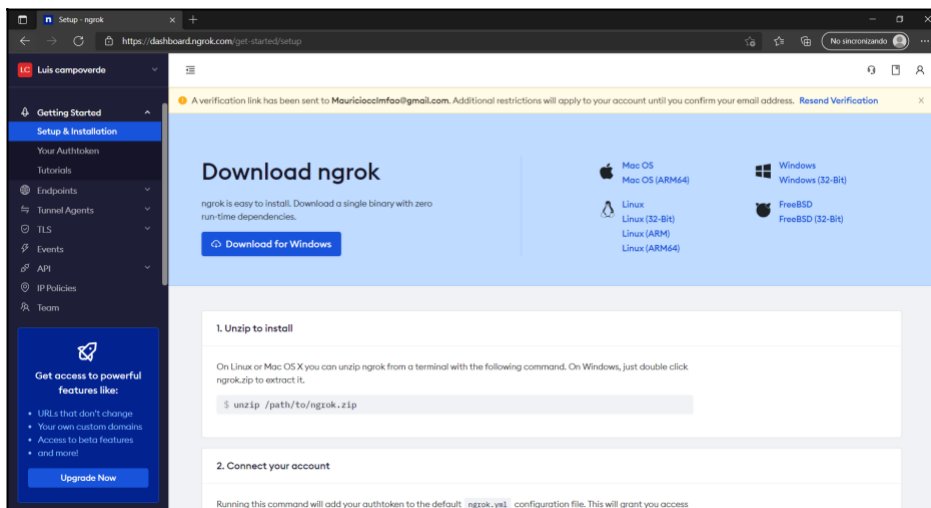 Setup - ngrok
https://dashboard.ngrok.com/get-started/setup
No sincronizando
LC Luis campoverde
A verification link has been sent to Mauriciocclmfao@gmail.com. Additional restrictions will apply to your account until you confirm your email address. Resend Verification
Getting Started
Setup & Installation
Your Authtoken
Tutorials
Endpoints
Tunnel Agents
TLS
Events
API
IP Policies
Team
Get access to powerful
features like:
• URLs that don't change
• Your own custom domains
• Access to beta features
• and more!
Upgrade Now
Download ngrok
ngrok is easy to install. Download a single binary with zero
run-time dependencies.
Download for Windows
Mac OS
Mac OS (ARM64)
Linux
Linux (32-Bit)
Linux (ARM)
Linux (ARM64)
Windows
Windows (32-Bit)
FreeBSD
FreeBSD (32-Bit)
1. Unzip to install
On Linux or Mac OS X you can unzip ngrok from a terminal with the following command. On Windows, just double click
ngrok.zip to extract it.
$ unzip /path/to/ngrok.zip
2. Connect your account
Running this command will add your authtoken to the default ngrok.yml configuration file. This will grant you access